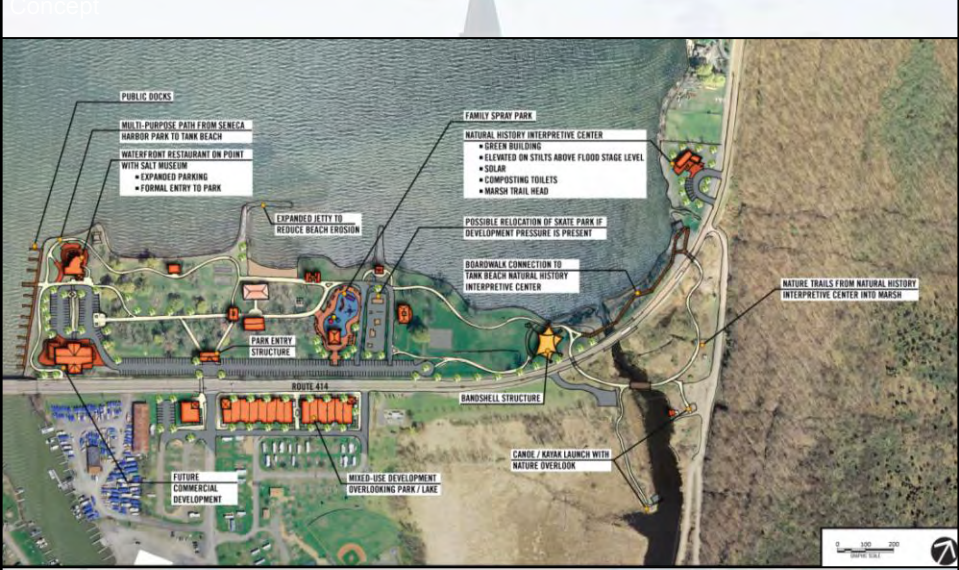 Concept
PUBLIC DOCKS
MULTI-PURPOSE PATH FROM SENECA
HARBOR PARK TO TANK BEACH
WATERFRONT RESTAURANT ON POINT
WITH SALT MUSEUM
▪ EXPANDED PARKING
▪ FORMAL ENTRY TO PARK
EXPANDED JETTY TO
REDUCE BEACH EROSION
FAMILY SPRAY PARK
NATURAL HISTORY INTERPRETIVE CENTER
▪ GREEN BUILDING
▪ ELEVATED ON STILTS ABOVE FLOOD STAGE LEVEL
▪ SOLAR
▪ COMPOSTING TOILETS
▪ MARSH TRAIL HEAD
POSSIBLE RELOCATION OF SKATE PARK IF
DEVELOPMENT PRESSURE IS PRESENT
BOARDWALK CONNECTION TO
TANK BEACH NATURAL HISTORY
INTERPRETIVE CENTER
NATURE TRAILS FROM NATURAL HISTORY
INTERPRETIVE CENTER INTO MARSH
PARK ENTRY
STRUCTURE
ROUTE 414
BANDSHELL STRUCTURE
CANOE / KAYAK LAUNCH WITH
NATURE OVERLOOK
FUTURE
COMMERCIAL
DEVELOPMENT
MIXED-USE DEVELOPMENT
OVERLOOKING PARK / LAKE
0 100 200
GRAPHIC SCALE